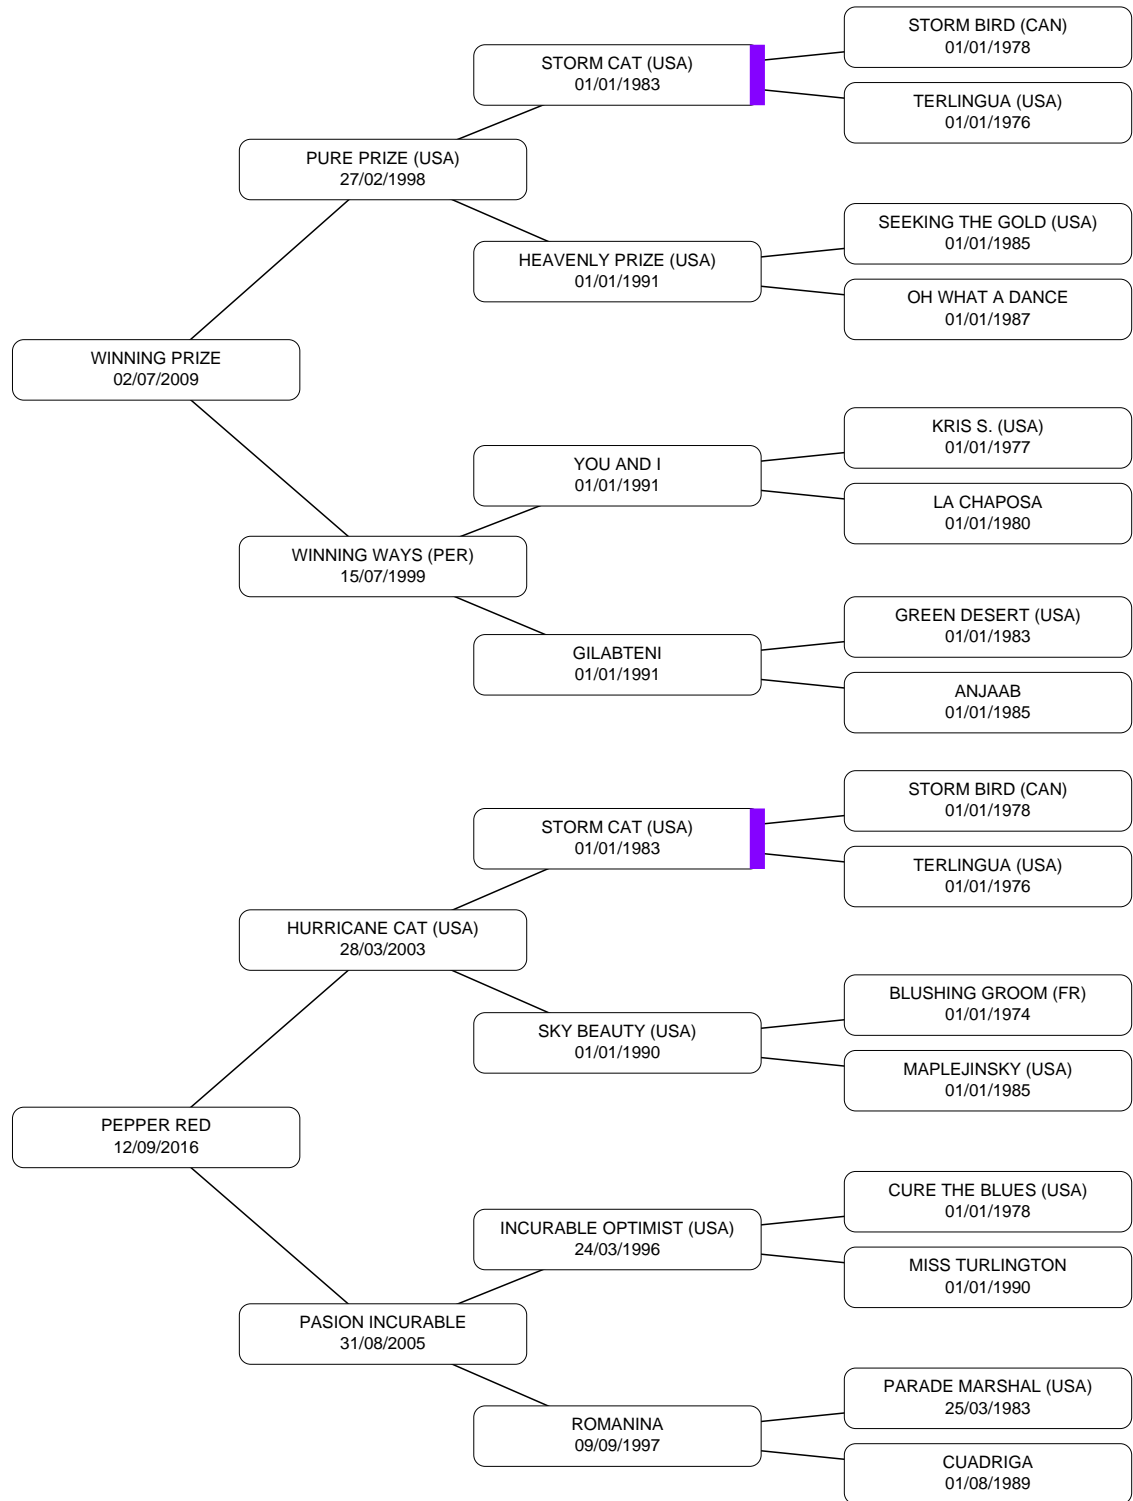 STORM BIRD (CAN)
01/01/1978
STORM CAT (USA)
01/01/1983
TERLINGUA (USA)
01/01/1976
PURE PRIZE (USA)
27/02/1998
SEEKING THE GOLD (USA)
01/01/1985
HEAVENLY PRIZE (USA)
01/01/1991
OH WHAT A DANCE
01/01/1987
WINNING PRIZE
02/07/2009
KRIS S. (USA)
01/01/1977
YOU AND I
01/01/1991
LA CHAPOSA
01/01/1980
WINNING WAYS (PER)
15/07/1999
GREEN DESERT (USA)
01/01/1983
GILABTENI
01/01/1991
ANJAAB
01/01/1985
STORM BIRD (CAN)
01/01/1978
STORM CAT (USA)
01/01/1983
TERLINGUA (USA)
01/01/1976
HURRICANE CAT (USA)
28/03/2003
BLUSHING GROOM (FR)
01/01/1974
SKY BEAUTY (USA)
01/01/1990
MAPLEJINSKY (USA)
01/01/1985
PEPPER RED
12/09/2016
CURE THE BLUES (USA)
01/01/1978
INCURABLE OPTIMIST (USA)
24/03/1996
MISS TURLINGTON
01/01/1990
PASION INCURABLE
31/08/2005
PARADE MARSHAL (USA)
25/03/1983
ROMANINA
09/09/1997
CUADRIGA
01/08/1989